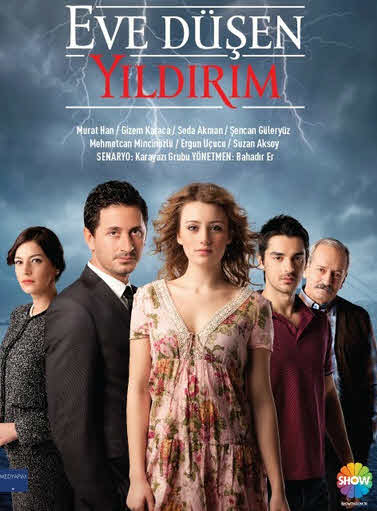 EVE DÜŞEN
YILDIRIM
Murat Han / Gizem Karaca / Seda Akman / Şencan Güleryüz
Mehmetcan Mincinozlu / Ergun Uçucu / Suzan Aksoy
SENARYO: Karayazı Grubu YÖNETMEN: Bahadır Er
MEDYAPIM
SHOW